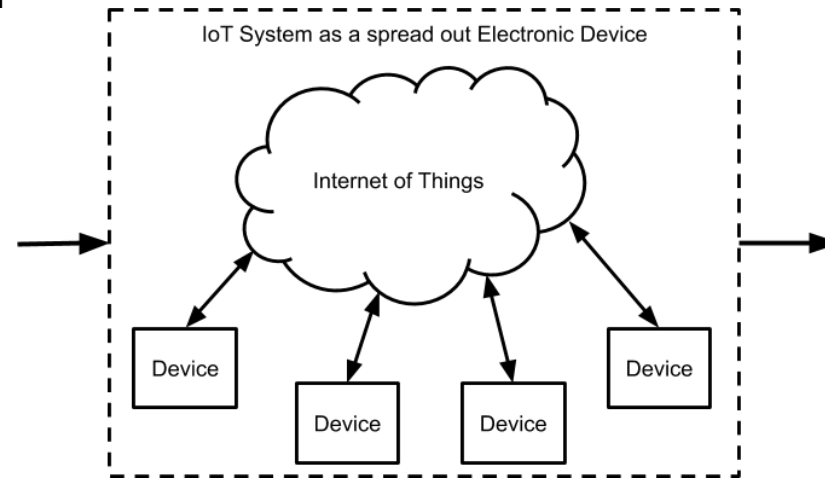 IoT System as a spread out Electronic Device
Internet of Things
Device
Device
Device
Device